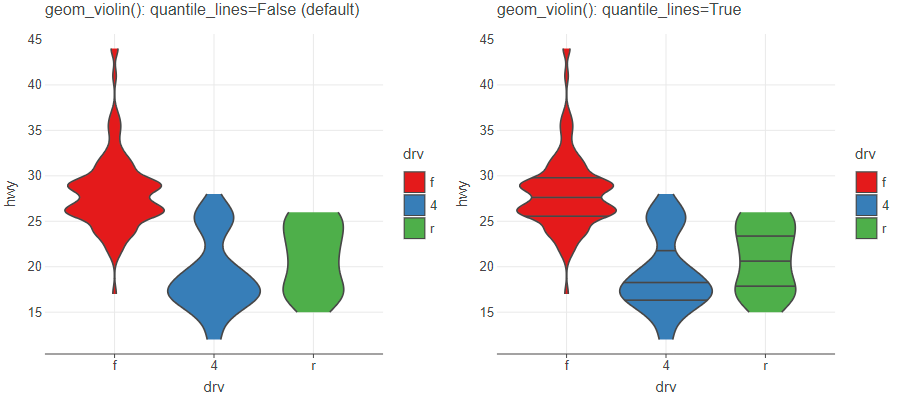 geom_violin(): quantile_lines=False (default)
45
40
35
30
25
20
15
hwy
f
4
r
drv
drv
f
4
r
geom_violin(): quantile_lines=True
45
40
35
30
25
20
15
hwy
f
4
r
drv
drv
f
4
r